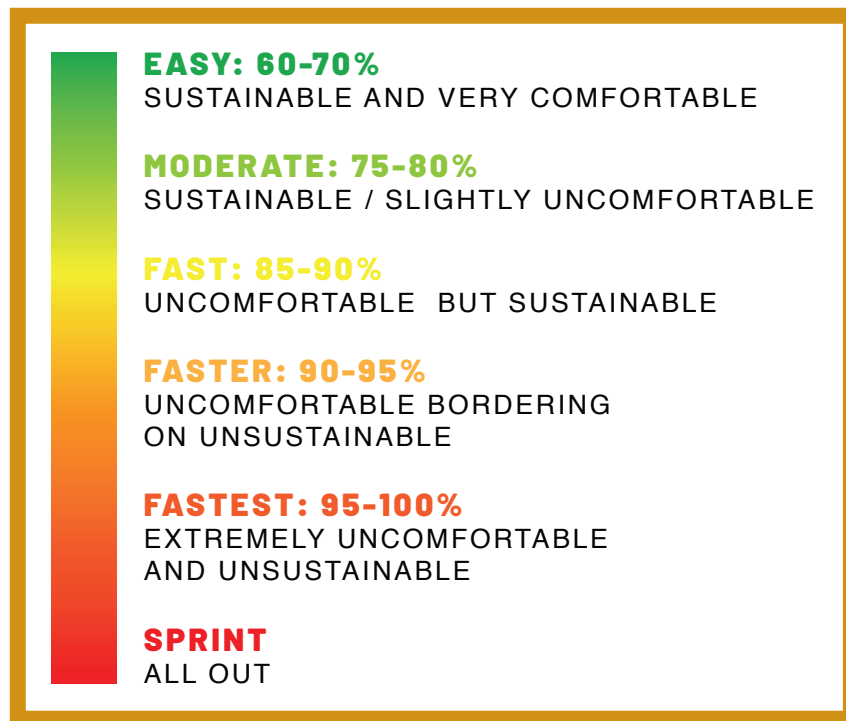 EASY: 60-70%
SUSTAINABLE AND VERY COMFORTABLE
MODERATE: 75-80%
SUSTAINABLE / SLIGHTLY UNCOMFORTABLE
FAST: 85-90%
UNCOMFORTABLE  BUT SUSTAINABLE
FASTER: 90-95%
UNCOMFORTABLE BORDERING
ON UNSUSTAINABLE
FASTEST: 95-100%
EXTREMELY UNCOMFORTABLE
AND UNSUSTAINABLE
SPRINT
ALL OUT